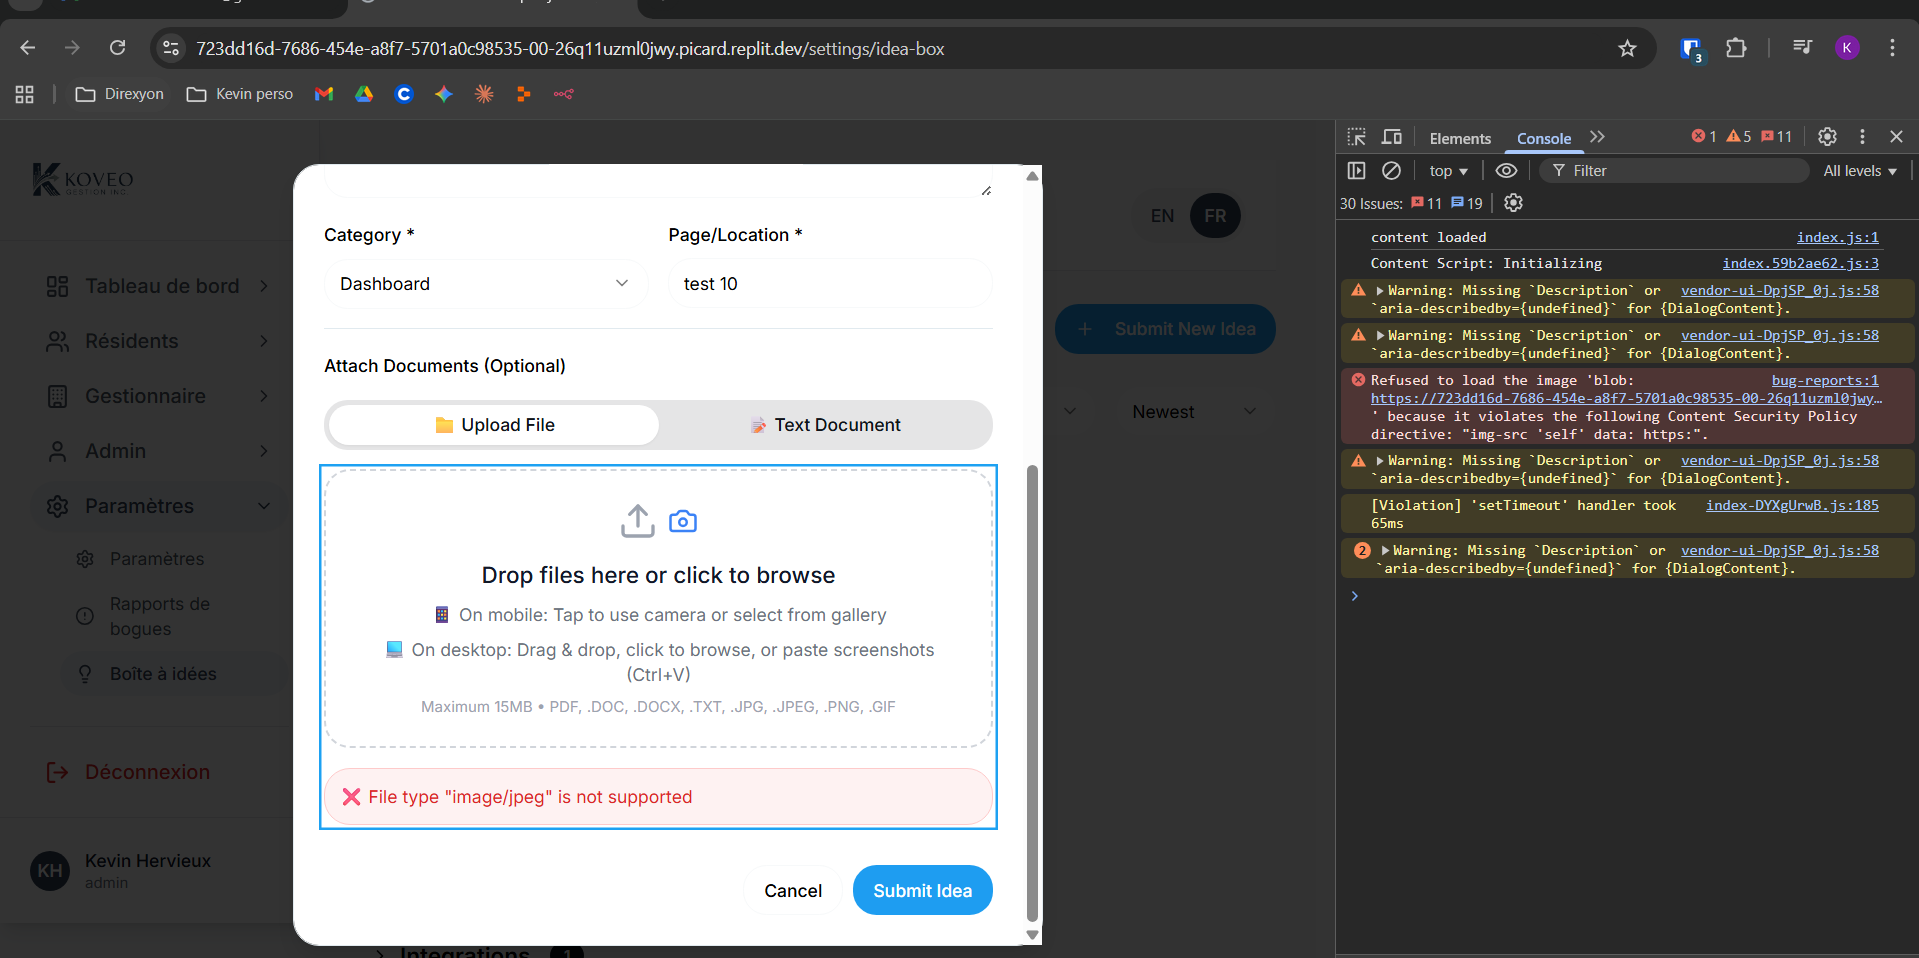 723dd16d-7686-454e-a8f7-5701a0c98535-00-26q11uzml0jwy.picard.replit.dev/settings/idea-box
3
K
Direxyon
Kevin perso
KOVEO
GESTION INC.
Tableau de bord
Résidents
Gestionnaire
Admin
Paramètres
Paramètres
Rapports de
bogues
Boîte à idées
Déconnexion
KH
Kevin Hervieux
admin
EN
FR
Submit New Idea
Newest
Category *
Page/Location *
Dashboard
test 10
Attach Documents (Optional)
Upload File
Text Document
Drop files here or click to browse
On mobile: Tap to use camera or select from gallery
On desktop: Drag & drop, click to browse, or paste screenshots
(Ctrl+V)
Maximum 15MB • PDF, .DOC, .DOCX, .TXT, .JPG, .JPEG, .PNG, .GIF
❌ File type "image/jpeg" is not supported
Cancel
Submit Idea
Integrations
Elements
Console
1
5
11
top
Filter
All levels
30 Issues: 11 19
content loaded index.js:1
Content Script: Initializing index.59b2ae62.js:3
Warning: Missing `Description` or vendor-ui-DpjSP_0j.js:58
`aria-describedby={undefined}` for {DialogContent}.
Warning: Missing `Description` or vendor-ui-DpjSP_0j.js:58
`aria-describedby={undefined}` for {DialogContent}.
Refused to load the image 'blob: bug-reports:1
https://723dd16d-7686-454e-a8f7-5701a0c98535-00-26q11uzml0jwy…
' because it violates the following Content Security Policy
directive: "img-src 'self' data: https:".
Warning: Missing `Description` or vendor-ui-DpjSP_0j.js:58
`aria-describedby={undefined}` for {DialogContent}.
[Violation] 'setTimeout' handler took index-DYXgUrwB.js:185
65ms
2 Warning: Missing `Description` or vendor-ui-DpjSP_0j.js:58
`aria-describedby={undefined}` for {DialogContent}.